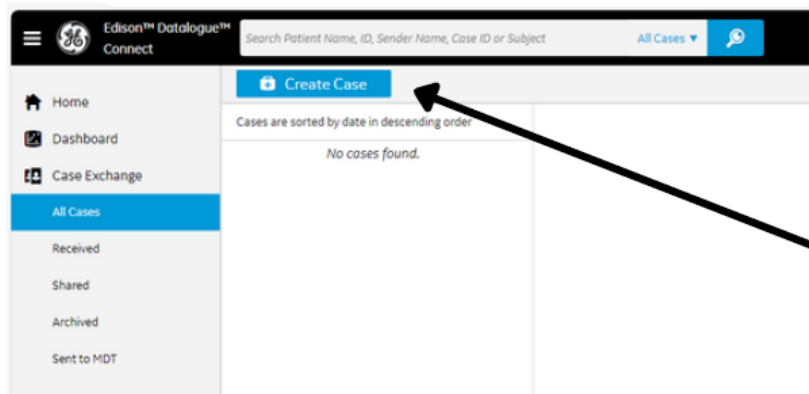 Edison™ Datalogue™
Connect
Search Patient Name, ID, Sender Name, Case ID or Subject
All Cases ▼
Create Case
Home
Cases are sorted by date in descending order
Dashboard
No cases found.
Case Exchange
All Cases
Received
Shared
Archived
Sent to MDT